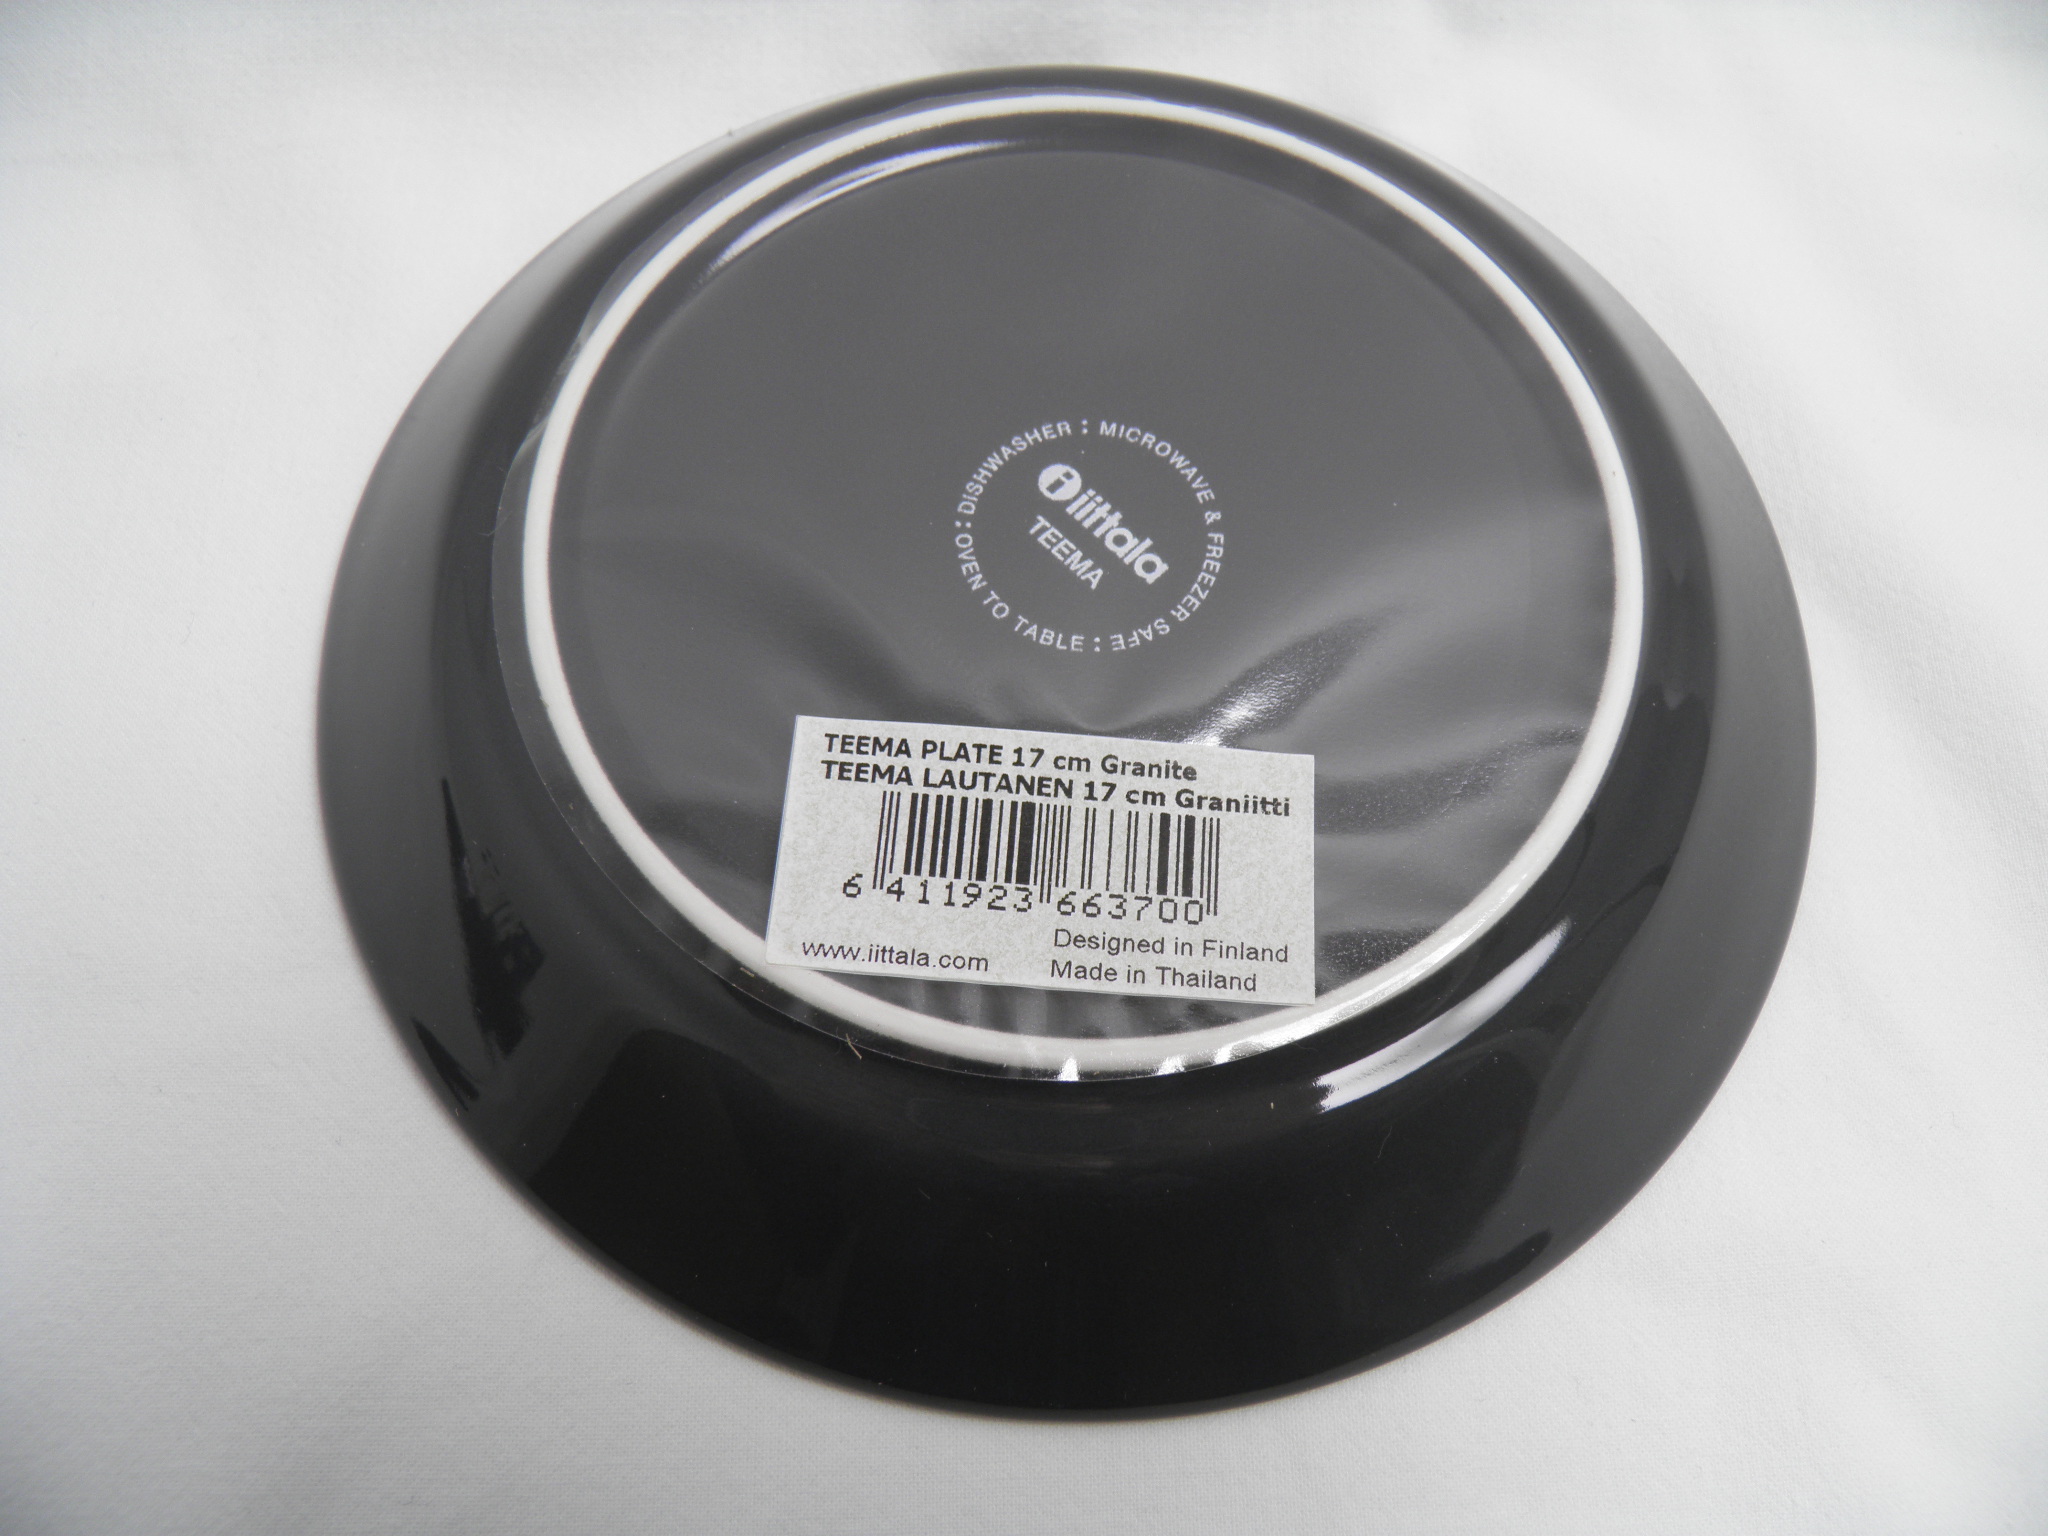 DISHWASHER : MICROWAVE & FREEZER SAFE : OVEN TO TABLE :
iittala
TEEMA
TEEMA PLATE 17 cm Granite
TEEMA LAUTANEN 17 cm Graniitti
6 411923 663700
Designed in Finland
www.iittala.com Made in Thailand